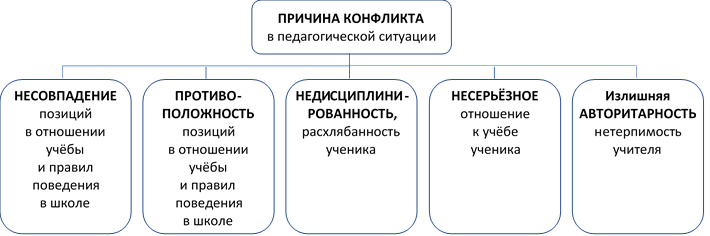 ПРИЧИНА КОНФЛИКТА
в педагогической ситуации
НЕСОВПАДЕНИЕ
позиций
в отношении
учёбы
и правил
поведения
в школе
ПРОТИВО-
ПОЛОЖНОСТЬ
позиций
в отношении
учёбы
и правил
поведения
в школе
НЕДИСЦИПЛИНИ-
РОВАННОСТЬ,
расхлябанность
ученика
НЕСЕРЬЁЗНОЕ
отношение
к учёбе
ученика
Излишняя
АВТОРИТАРНОСТЬ
нетерпимость
учителя